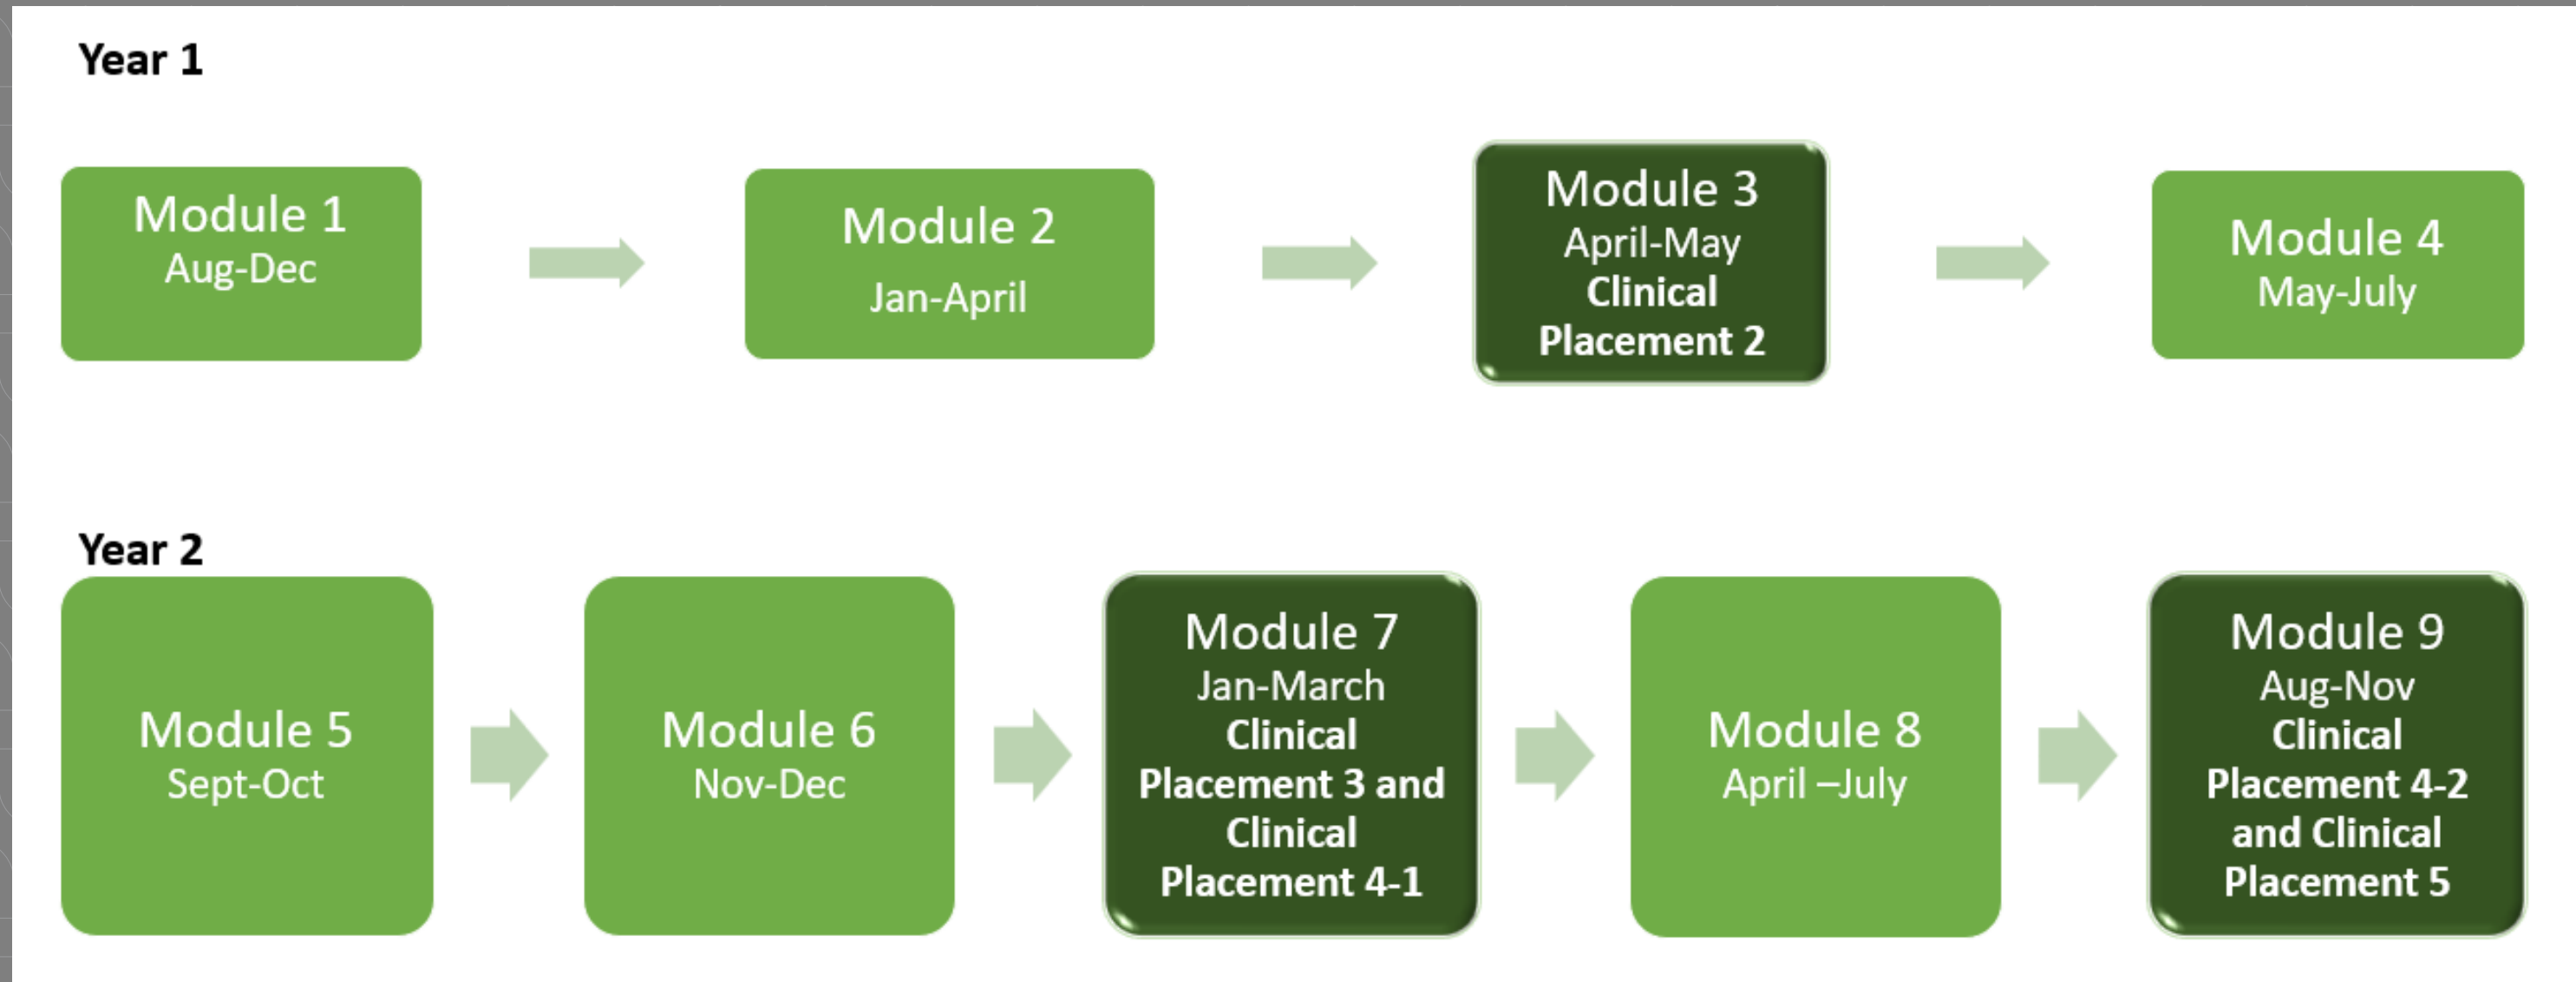 Year 1
Module 1
Aug-Dec
Module 2
Jan-April
Module 3
April-May
Clinical
Placement 2
Module 4
May-July
Year 2
Module 5
Sept-Oct
Module 6
Nov-Dec
Module 7
Jan-March
Clinical
Placement 3 and
Clinical
Placement 4-1
Module 8
April –July
Module 9
Aug-Nov
Clinical
Placement 4-2
and Clinical
Placement 5